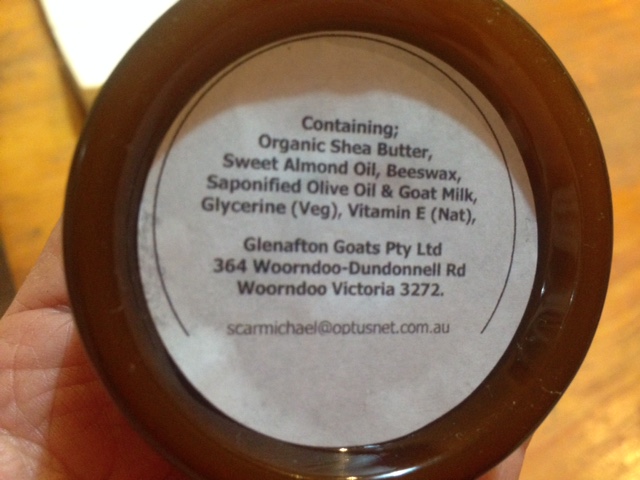 Containing;
Organic Shea Butter,
Sweet Almond Oil, Beeswax,
Saponified Olive Oil & Goat Milk,
Glycerine (Veg), Vitamin E (Nat),
Glenafton Goats Pty Ltd
364 Woorndoo-Dundonnell Rd
Woorndoo Victoria 3272.
scarmichael@optusnet.com.au